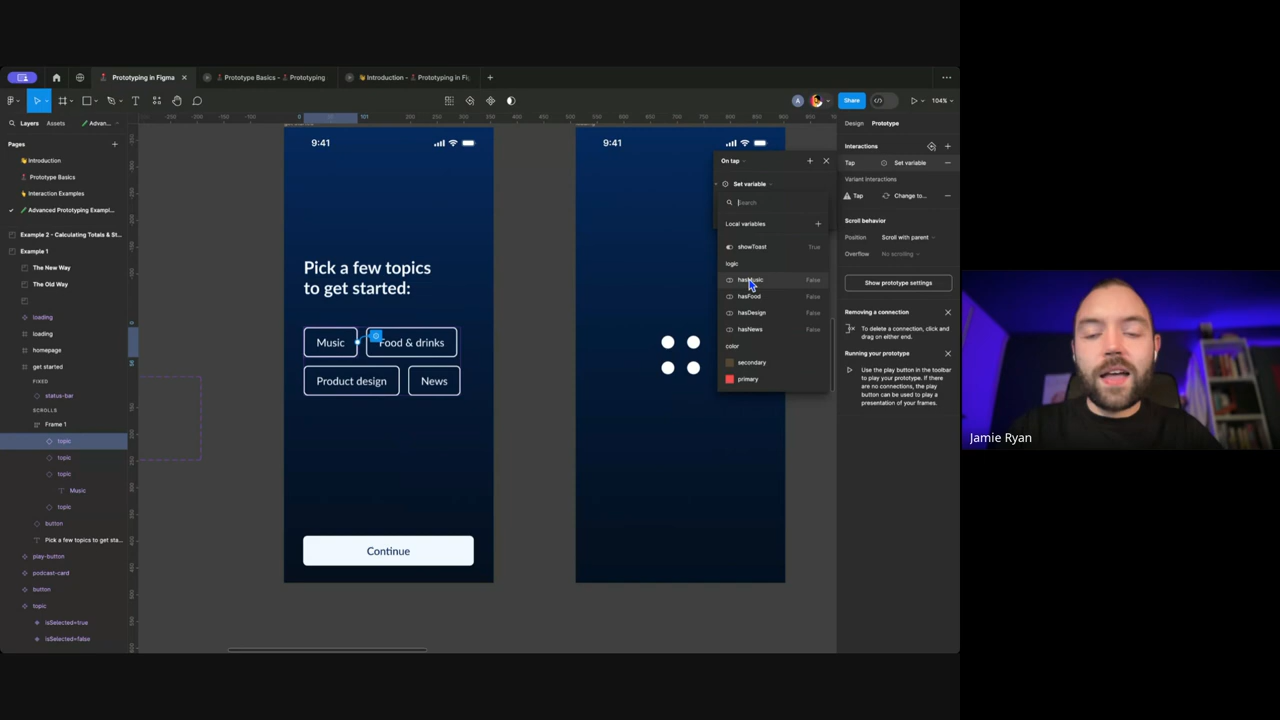 Prototyping in Figma
Prototype Basics - Prototyping
Introduction - Prototyping in Fi
Share
104%
Layers Assets Advan...
Design Prototype
Pages
Introduction
Prototype Basics
Interaction Examples
Advanced Prototyping Exampl...
Example 2 - Calculating Totals & St...
Example 1
The New Way
The Old Way
loading
loading
homepage
get started
FIXED
status-bar
SCROLLS
Frame 1
topic
topic
topic
Music
topic
button
Pick a few topics to get sta...
play-button
podcast-card
button
topic
isSelected=true
isSelected=false
9:41
Pick a few topics
to get started:
Music
Food & drinks
Product design
News
Continue
9:41
On tap
Set variable
Search
Local variables
showToast True
logic
hasMusic False
hasFood False
hasDesign False
hasNews False
color
secondary
primary
Interactions
Tap Set variable
Variant Interactions
Tap Change to...
Scroll behavior
Position Scroll with parent
Overflow No scrolling
Show prototype settings
Removing a connection
To delete a connection, click and
drag on either end.
Running your prototype
Use the play button in the toolbar
to play your prototype. If there
are no connections, the play
button can be used to play a
presentation of your frames.
Jamie Ryan